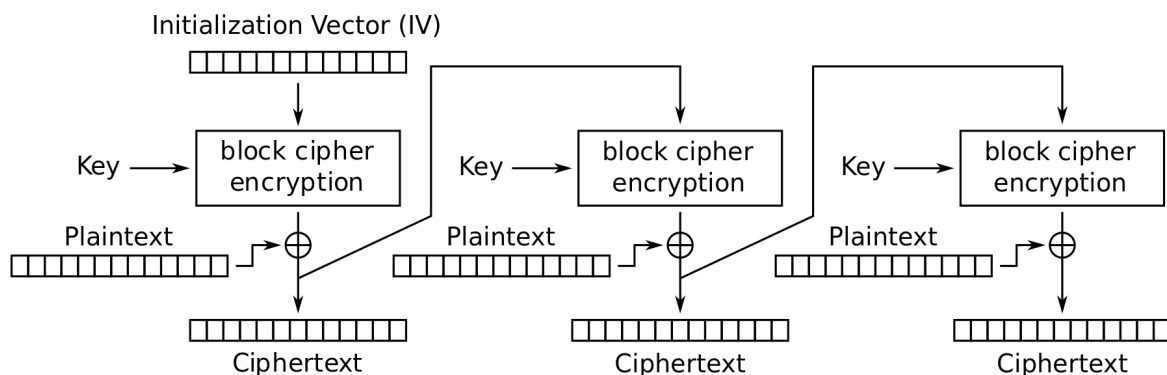 Initialization Vector (IV)
Key
block cipher
encryption
Key
block cipher
encryption
Key
block cipher
encryption
Plaintext
Plaintext
Plaintext
Ciphertext
Ciphertext
Ciphertext